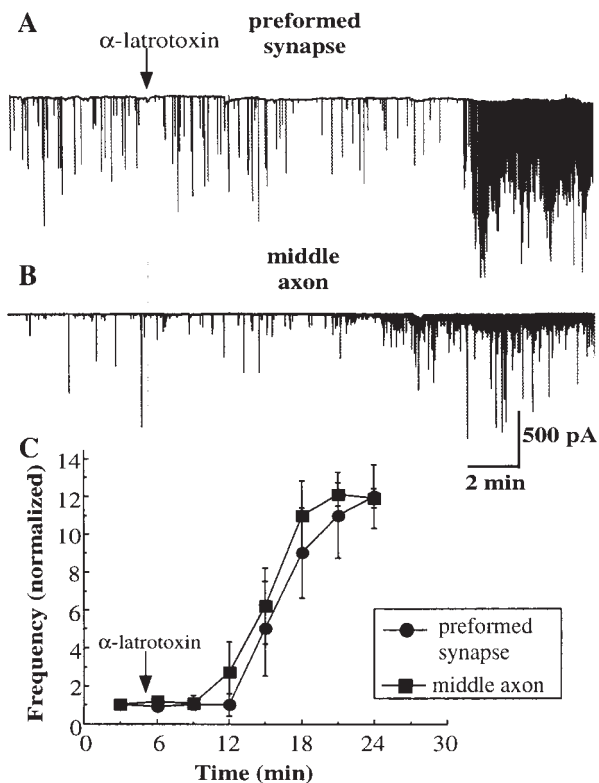 A
preformed
synapse
α-latrotoxin
B
middle
axon
500 pA
2 min
C
Frequency (normalized)
14
12
10
8
6
4
2
0
α-latrotoxin
preformed
synapse
middle axon
0 6 12 18 24 30
Time (min)